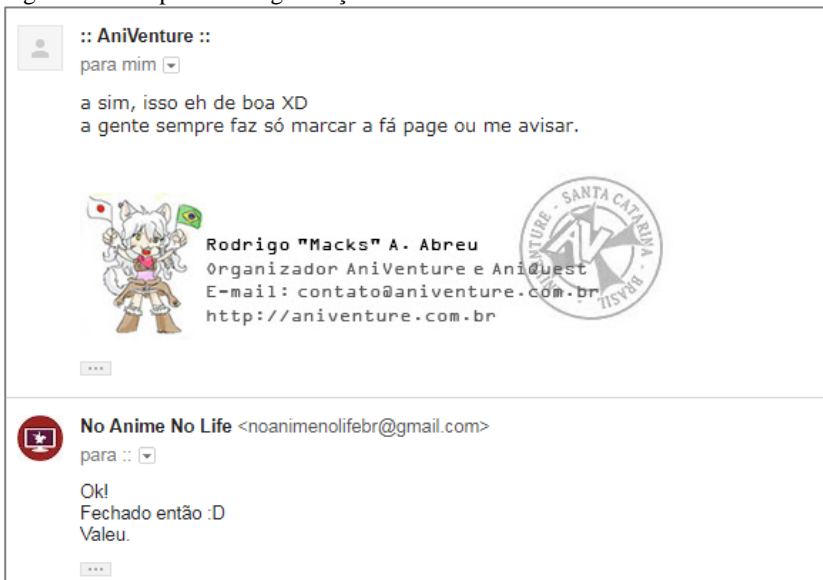 :: AniVenture ::
para mim
a sim, isso eh de boa XD
a gente sempre faz só marcar a fá page ou me avisar.
Rodrigo "Macks" A. Abreu
Organizador AniVenture e AniQuest
E-mail: contato@aniventure.com.br
http://aniventure.com.br
ANIVENTURE - SANTA CATARINA - BRASIL
AV
...
No Anime No Life <noanimenolifebr@gmail.com>
para ::
Ok!
Fechado então :D
Valeu.
...